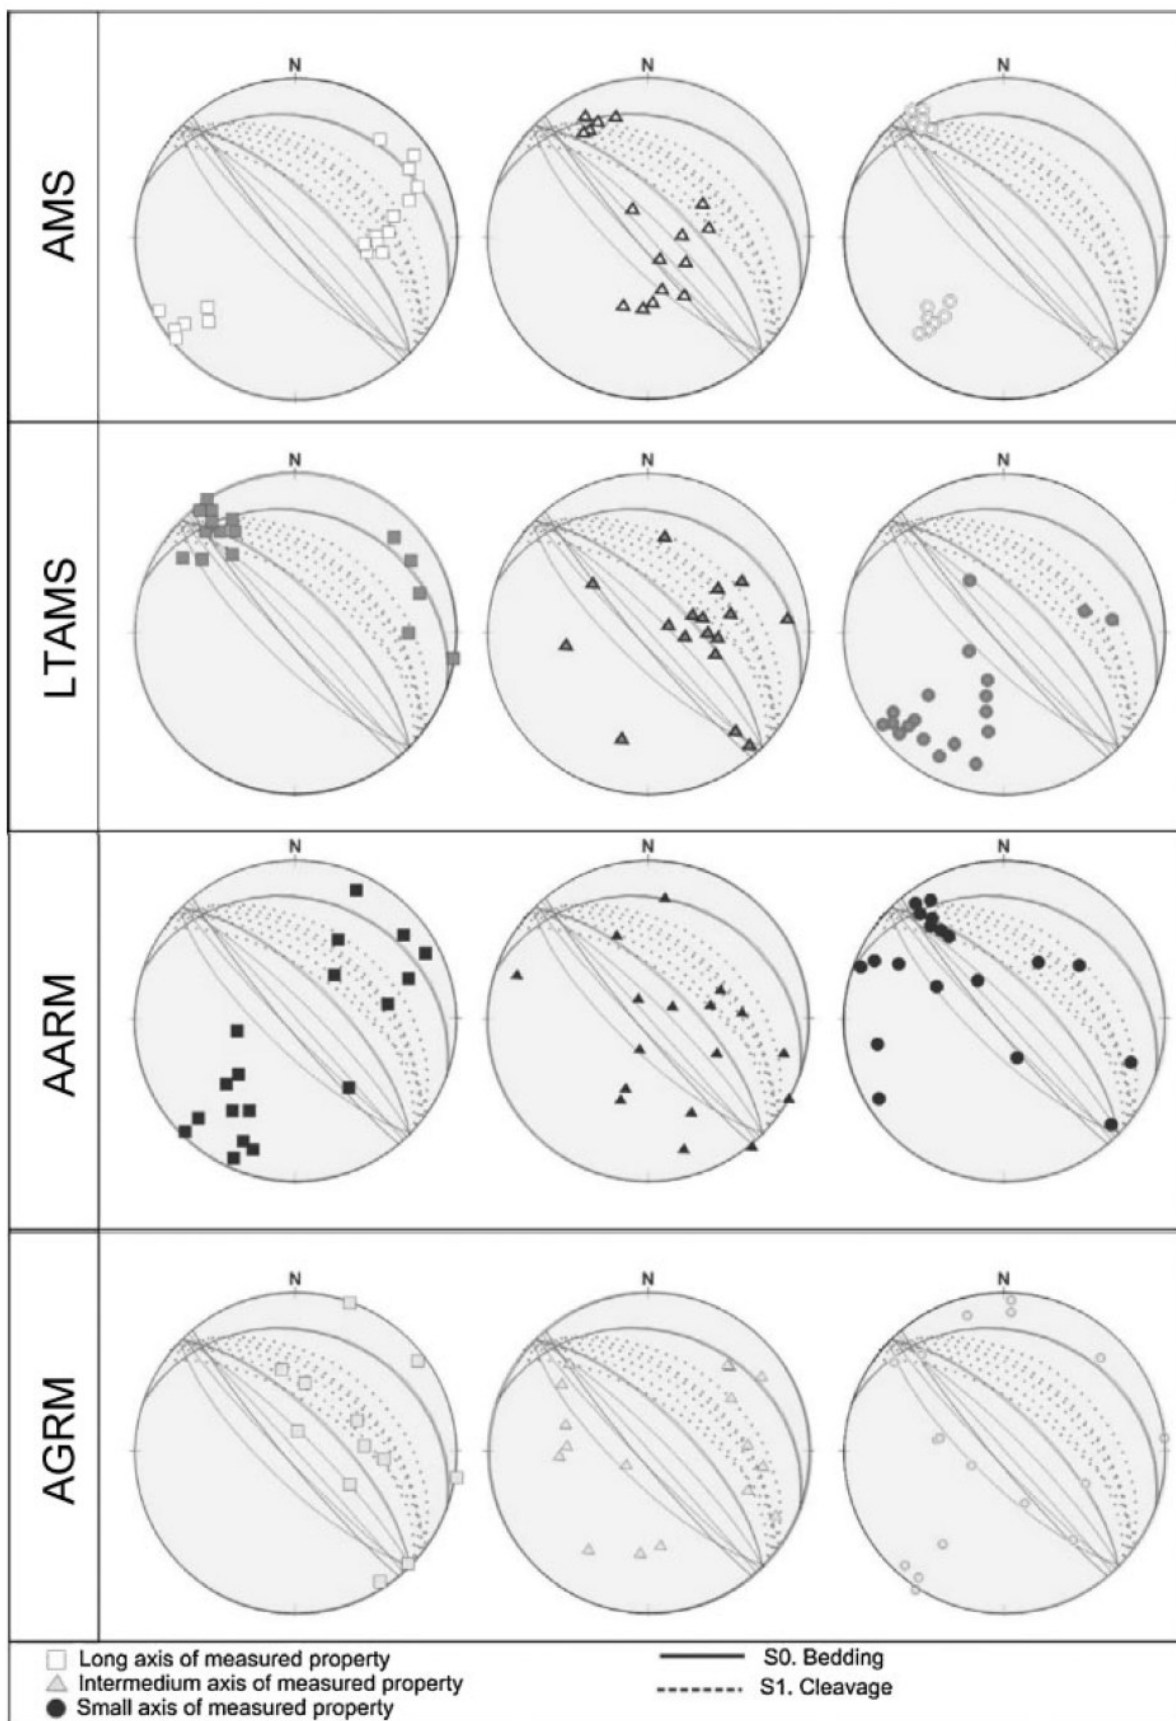 N N N
AMS
N N N
LTAMS
N N N
AARM
N N N
AGRM
Long axis of measured property
Intermedium axis of measured property
Small axis of measured property
S0. Bedding
S1. Cleavage